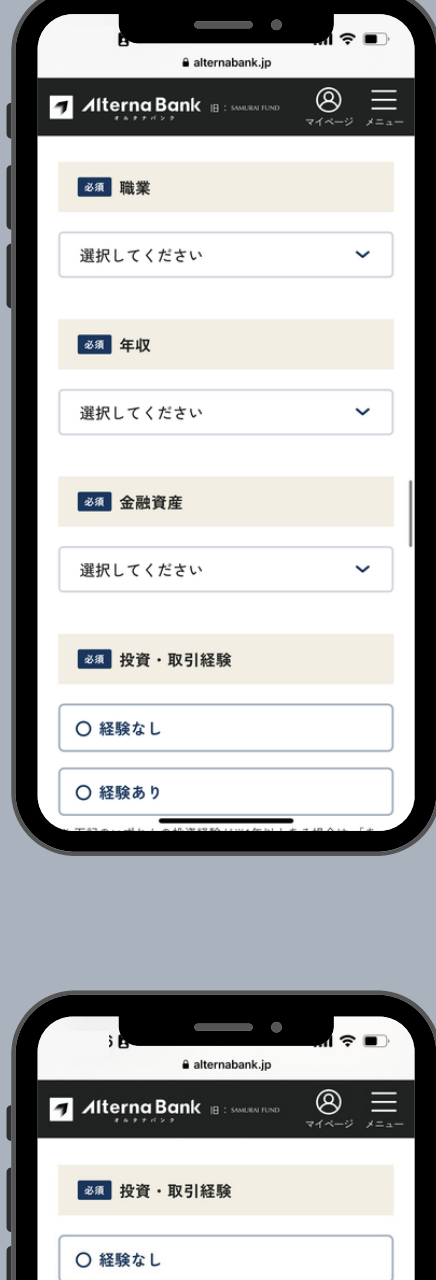 alternabank.jp
Alterna Bank 旧：SAMURAI FUND
オルタナバンク
マイページ メニュー
必須 職業
選択してください
必須 年収
選択してください
必須 金融資産
選択してください
必須 投資・取引経験
経験なし
経験あり
alternabank.jp
Alterna Bank 旧：SAMURAI FUND
オルタナバンク
マイページ メニュー
必須 投資・取引経験
経験なし